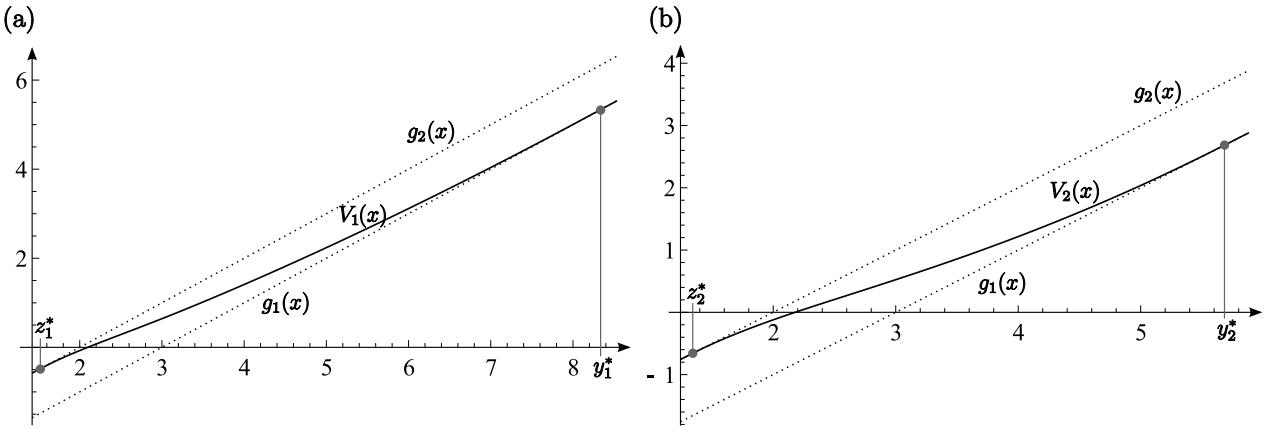 (a)
6
4
2
g₂(x)
V₁(x)
g₁(x)
z₁*
2 3 4 5 6 7 8 y₁*
(b)
4
3
2
1
- 1
g₂(x)
V₂(x)
g₁(x)
z₂*
2 3 4 5 y₂*